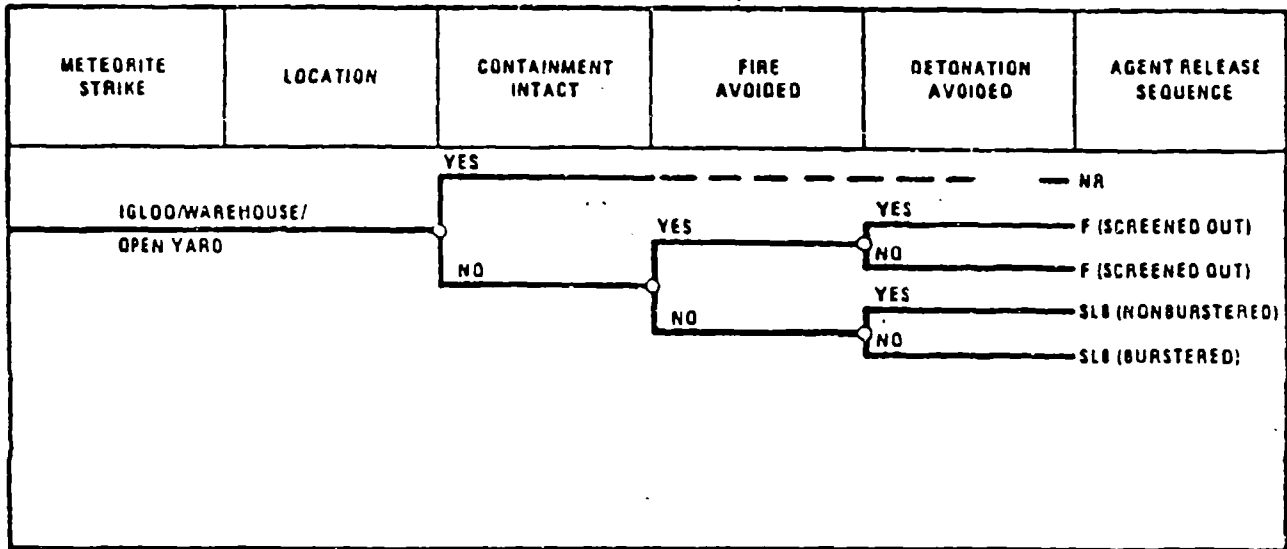 METEORITE STRIKE
LOCATION
CONTAINMENT INTACT
FIRE AVOIDED
DETONATION AVOIDED
AGENT RELEASE SEQUENCE
YES
NR
IGLOO/WAREHOUSE/
OPEN YARD
YES
YES
F (SCREENED OUT)
NO
F (SCREENED OUT)
NO
YES
SL8 (NONBURSTERED)
NO
NO
SL8 (BURSTERED)